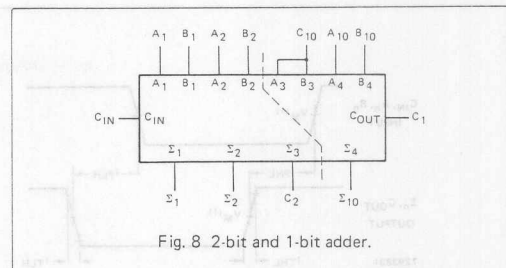 A1 B1 A2 B2 C10 A10 B10
A1 B1 A2 B2 A3 B3 A4 B4
CIN CIN COUT C1
Σ1 Σ2 Σ3 Σ4
Σ1 Σ2 C2 Σ10
Fig. 8 2-bit and 1-bit adder.